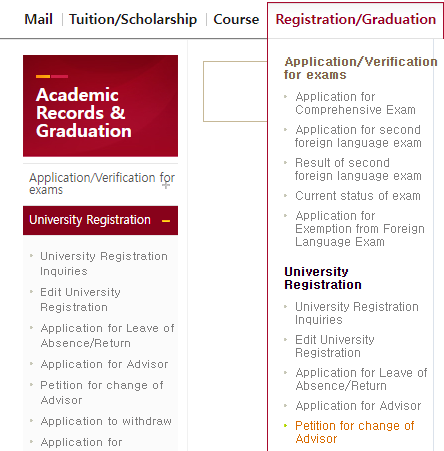 Mail
Tuition/Scholarship
Course
Registration/Graduation
Academic
Records &
Graduation
Application/Verification for
exams
University Registration
University Registration
Inquiries
Edit University
Registration
Application for Leave of
Absence/Return
Application for Advisor
Petition for change of
Advisor
Application to withdraw
Application for
Application/Verification
for exams
Application for
Comprehensive Exam
Application for second
foreign language exam
Result of second
foreign language exam
Current status of exam
Application for
Exemption from Foreign
Language Exam
University
Registration
University Registration
Inquiries
Edit University
Registration
Application for Leave of
Absence/Return
Application for Advisor
Petition for change of
Advisor